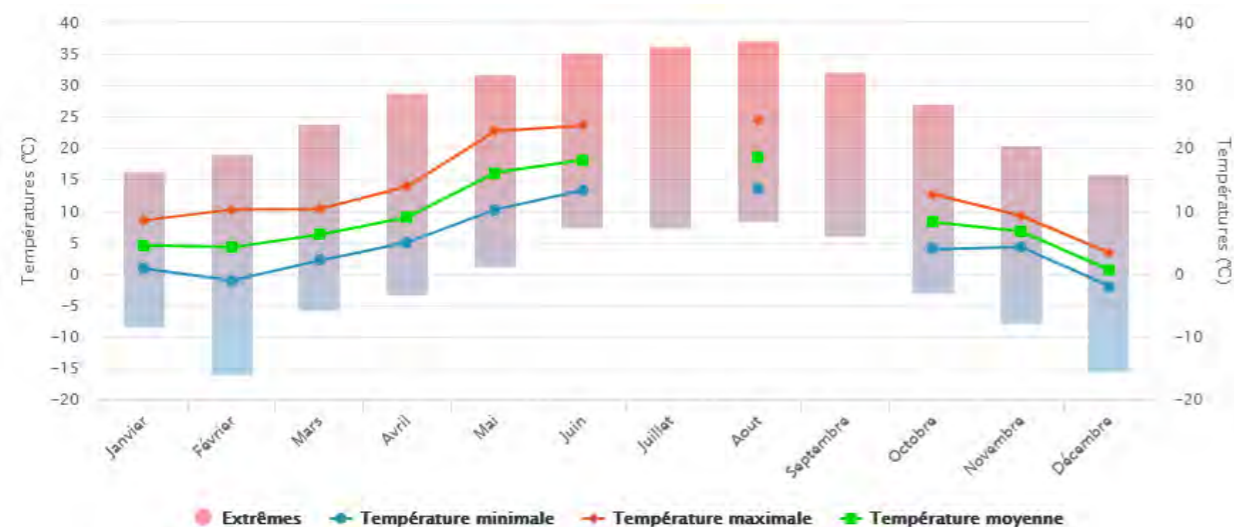 40
35
30
25
20
15
10
5
0
-5
-10
-15
-20
Températures (°C)
40
30
20
10
0
-10
-20
Températures (°C)
Janvier
Février
Mars
Avril
Mai
Juin
Juillet
Aout
Septembre
Octobre
Novembre
Décembre
Extrêmes Température minimale Température maximale Température moyenne